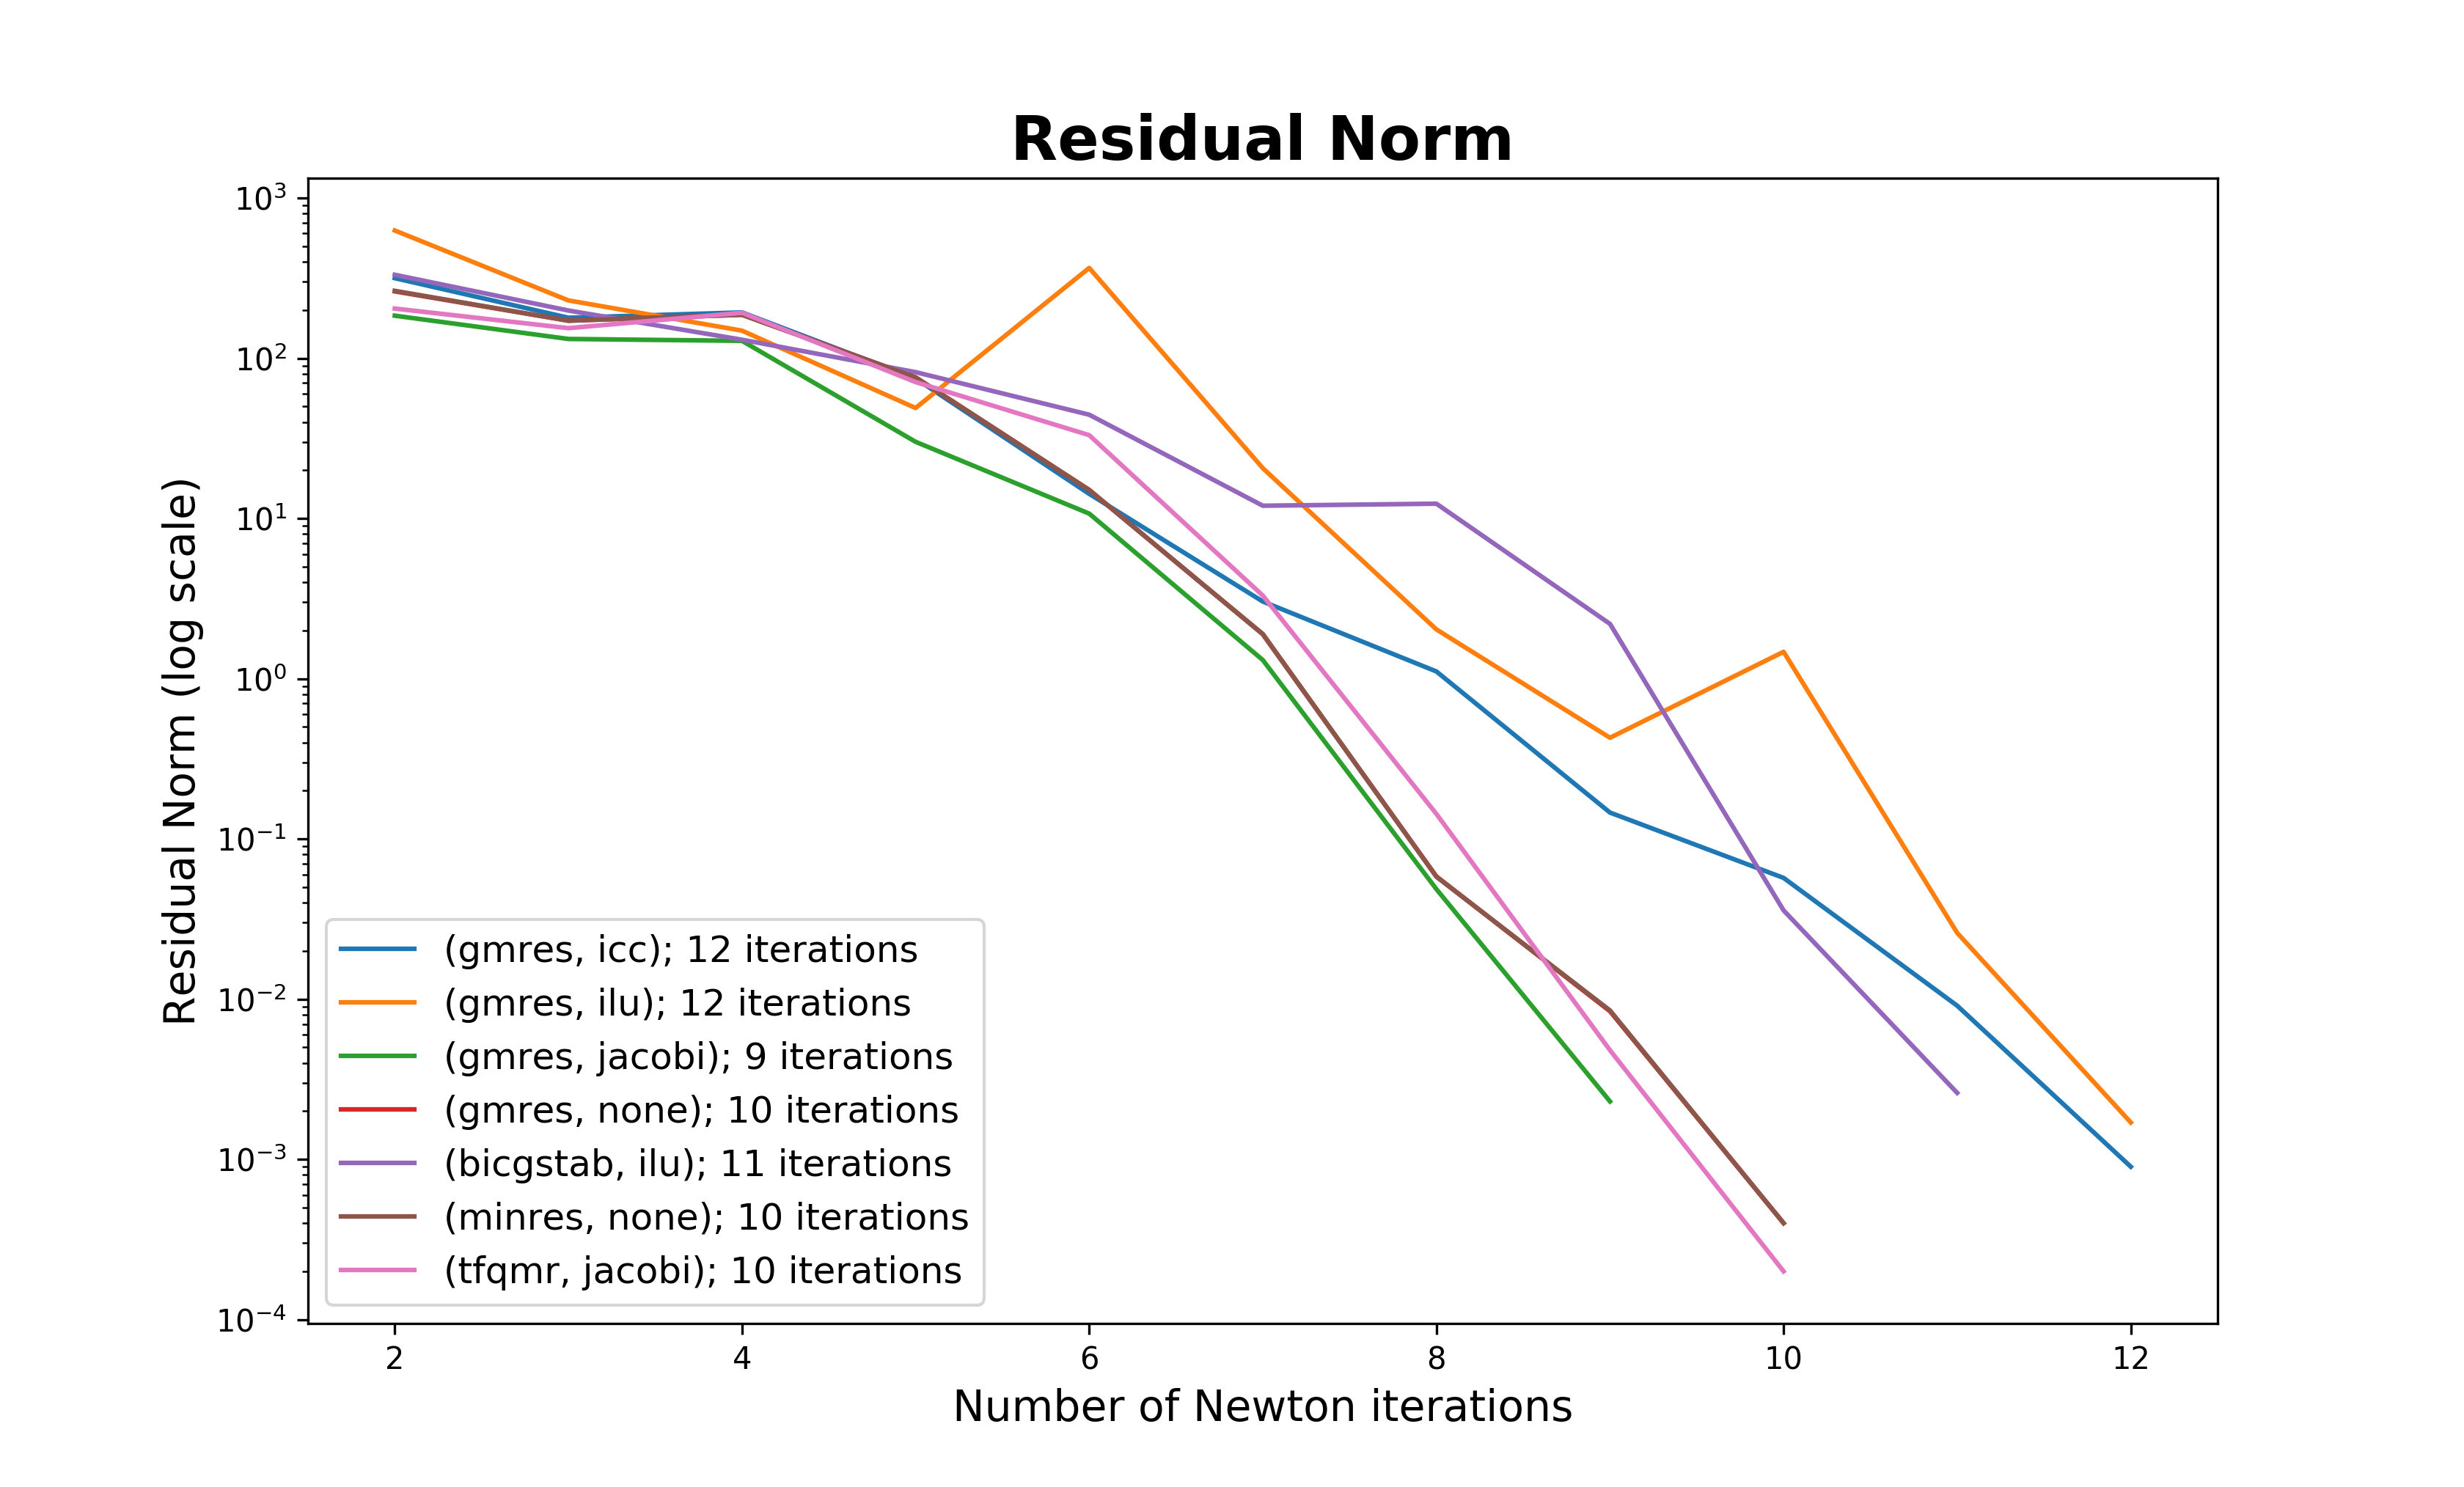 Residual Norm
10³
10²
10¹
10⁰
10⁻¹
10⁻²
10⁻³
10⁻⁴
Residual Norm (log scale)
(gmres, icc); 12 iterations
(gmres, ilu); 12 iterations
(gmres, jacobi); 9 iterations
(gmres, none); 10 iterations
(bicgstab, ilu); 11 iterations
(minres, none); 10 iterations
(tfqmr, jacobi); 10 iterations
2 4 6 8 10 12
Number of Newton iterations